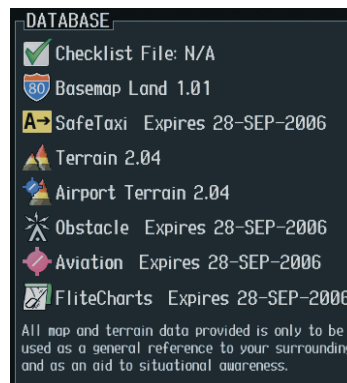 DATABASE
Checklist File: N/A
80 Basemap Land 1.01
A→ SafeTaxi Expires 28-SEP-2006
Terrain 2.04
Airport Terrain 2.04
Obstacle Expires 28-SEP-2006
Aviation Expires 28-SEP-2006
FliteCharts Expires 28-SEP-2006
All map and terrain data provided is only to be
used as a general reference to your surrounding
and as an aid to situational awareness.